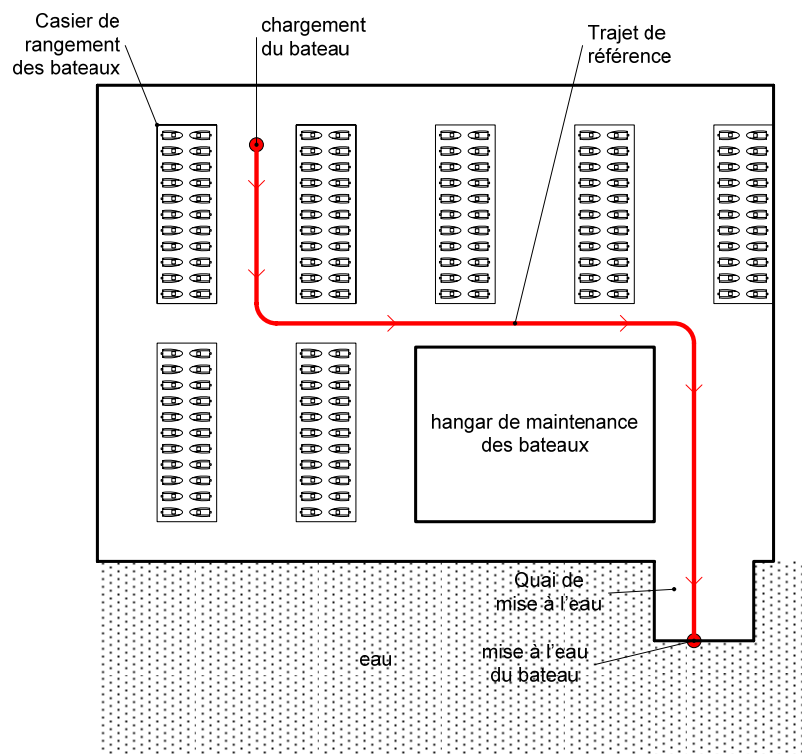 Casier de
rangement
des bateaux
chargement
du bateau
Trajet de
référence
hangar de maintenance
des bateaux
Quai de
mise à l'eau
eau
mise à l'eau
du bateau